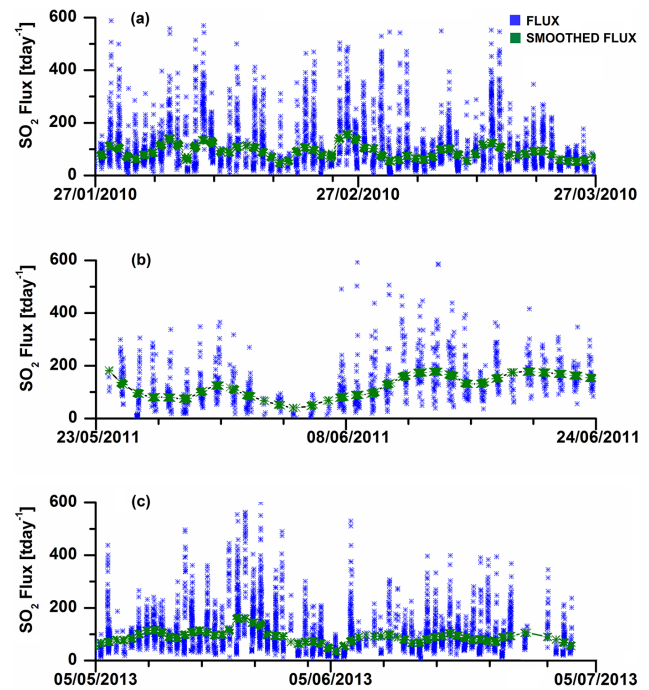 (a)
FLUX
SMOOTHED FLUX
SO2 Flux [tday-1]
600
400
200
0
27/01/2010
27/02/2010
27/03/2010
(b)
SO2 Flux [tday-1]
600
400
200
0
23/05/2011
08/06/2011
24/06/2011
(c)
SO2 Flux [tday-1]
600
400
200
0
05/05/2013
05/06/2013
05/07/2013